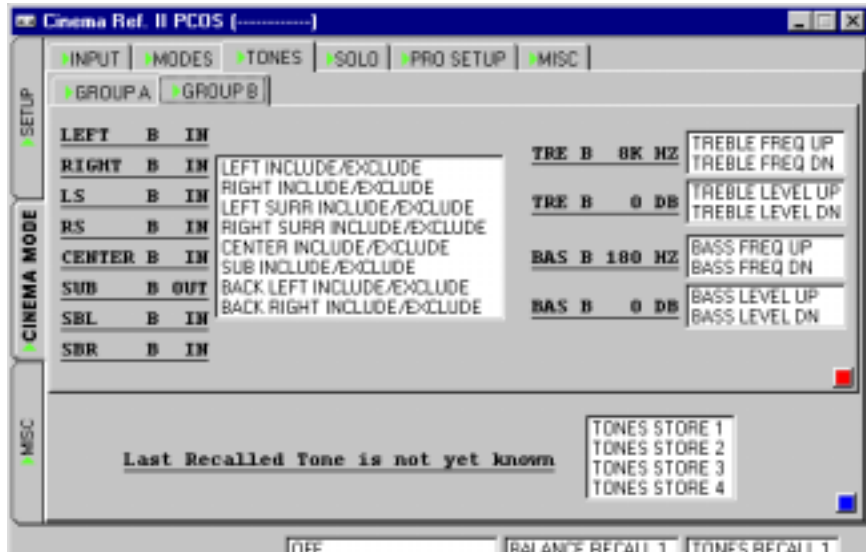 Cinema Ref. II PCOS (------------)
INPUT MODES TONES SOLO PRO SETUP MISC
GROUP A GROUP B
SETUP
CINEMA MODE
MISC
LEFT B IN
RIGHT B IN
LS B IN
RS B IN
CENTER B IN
SUB B OUT
SBL B IN
SBR B IN
LEFT INCLUDE/EXCLUDE
RIGHT INCLUDE/EXCLUDE
LEFT SURR INCLUDE/EXCLUDE
RIGHT SURR INCLUDE/EXCLUDE
CENTER INCLUDE/EXCLUDE
SUB INCLUDE/EXCLUDE
BACK LEFT INCLUDE/EXCLUDE
BACK RIGHT INCLUDE/EXCLUDE
TRE B 8K HZ
TREBLE FREQ UP
TREBLE FREQ DN
TRE B 0 DB
TREBLE LEVEL UP
TREBLE LEVEL DN
BAS B 180 HZ
BASS FREQ UP
BASS FREQ DN
BAS B 0 DB
BASS LEVEL UP
BASS LEVEL DN
Last Recalled Tone is not yet known
TONES STORE 1
TONES STORE 2
TONES STORE 3
TONES STORE 4
OFF BALANCE RECALL 1 TONES RECALL 1